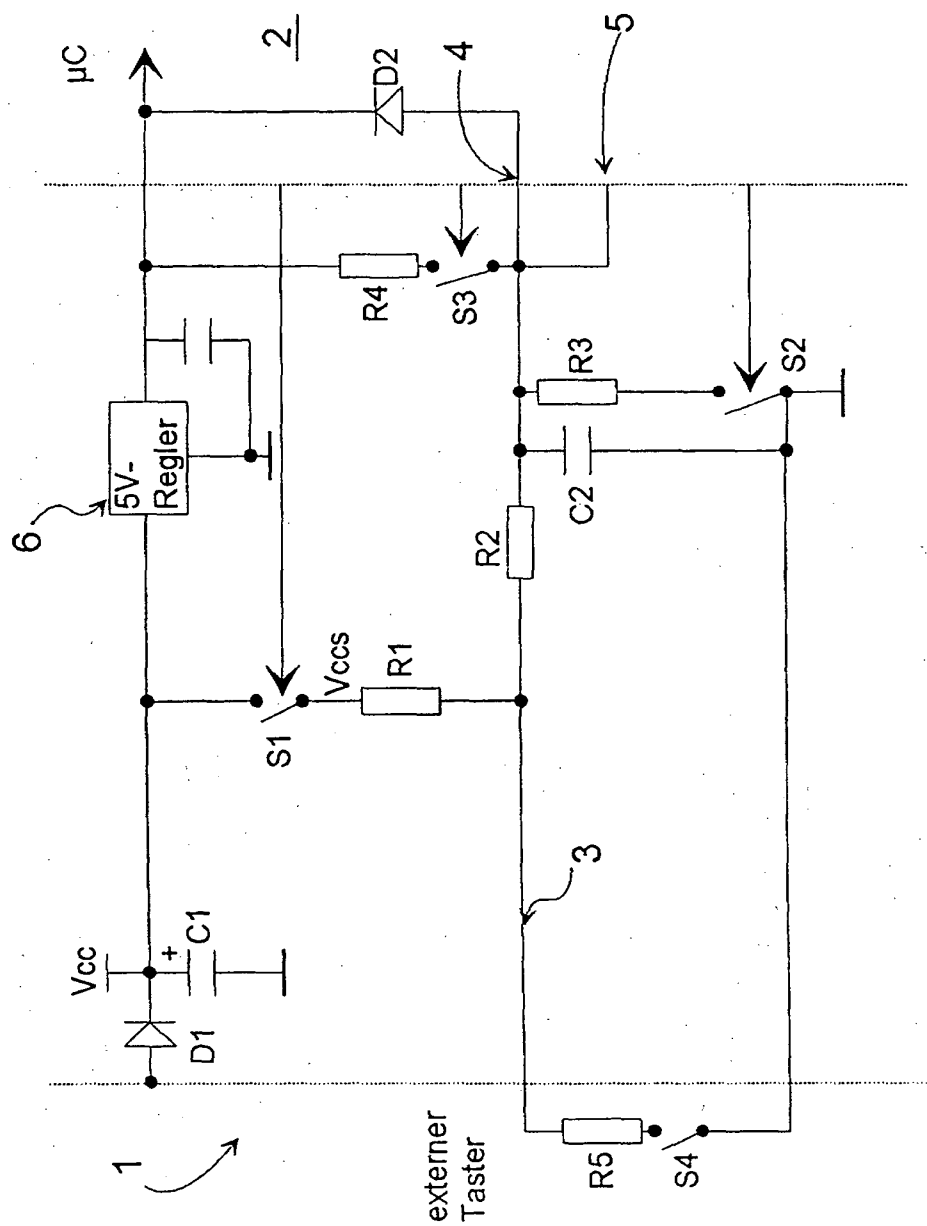 1
Vcc
D1
+
C1
6
5V-
Regler
µC
2
D2
4
5
R4
S3
R3
S2
C2
R2
S1
Vccs
R1
3
externer
Taster
R5
S4